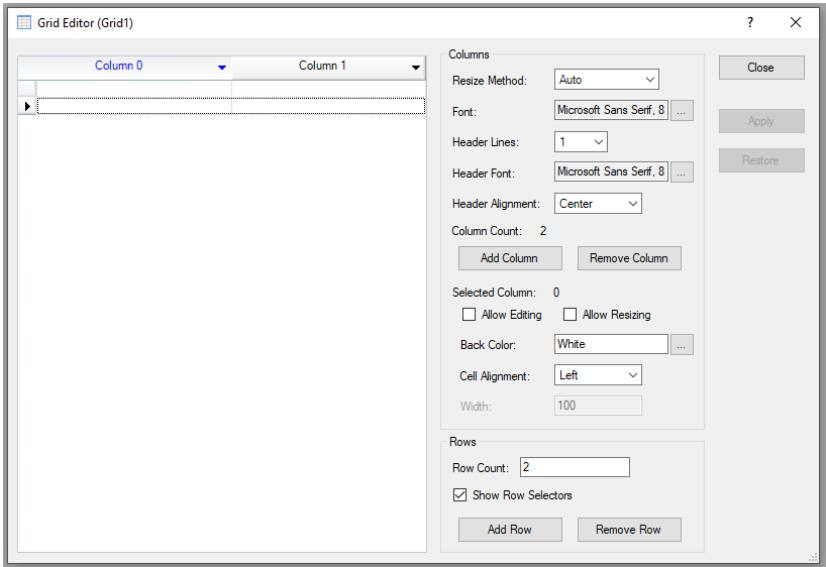 Grid Editor (Grid1)
?
Column 0
Column 1
Columns
Resize Method: Auto
Font: Microsoft Sans Serif, 8 ...
Header Lines: 1
Header Font: Microsoft Sans Serif, 8 ...
Header Alignment: Center
Column Count: 2
Add Column Remove Column
Selected Column: 0
Allow Editing Allow Resizing
Back Color: White ...
Cell Alignment: Left
Width: 100
Rows
Row Count: 2
Show Row Selectors
Add Row Remove Row
Close
Apply
Restore